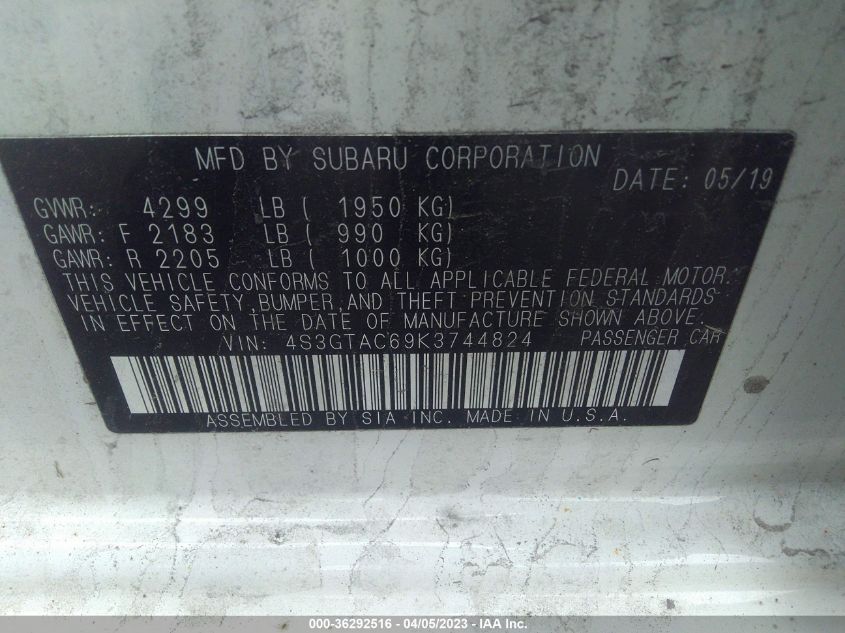 MFD BY SUBARU CORPORATION
DATE: 05/19
GVWR: 4299 LB ( 1950 KG)
GAWR: F 2183 LB ( 990 KG)
GAWR: R 2205 LB ( 1000 KG)
THIS VEHICLE CONFORMS TO ALL APPLICABLE FEDERAL MOTOR
VEHICLE SAFETY, BUMPER, AND THEFT PREVENTION STANDARDS
IN EFFECT ON THE DATE OF MANUFACTURE SHOWN ABOVE.
VIN: 4S3GTAC69K3744824 PASSENGER CAR
ASSEMBLED BY SIA INC. MADE IN U.S.A.
000-36292516 - 04/05/2023 - IAA Inc.